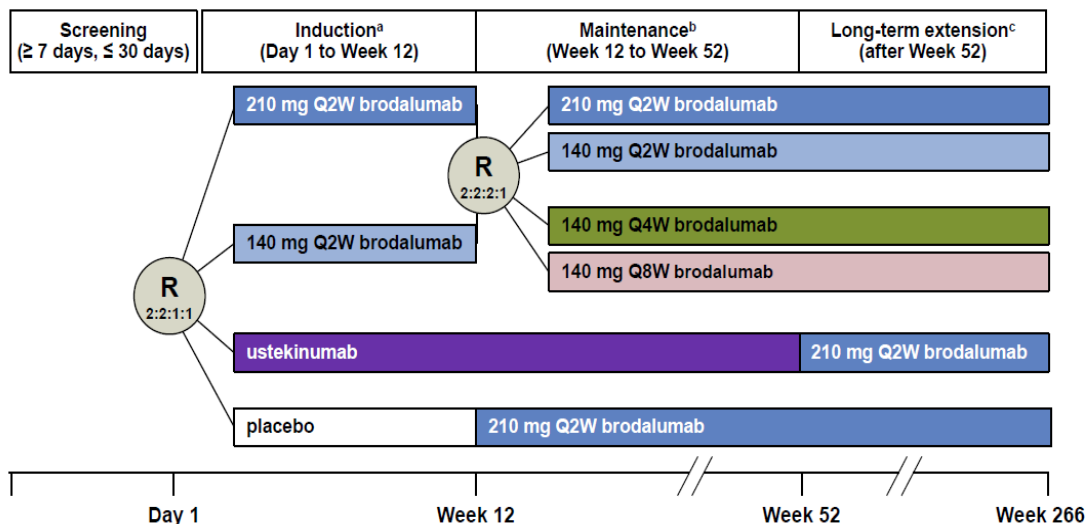 Screening
(≥ 7 days, ≤ 30 days)
Inductionᵃ
(Day 1 to Week 12)
Maintenanceᵇ
(Week 12 to Week 52)
Long-term extensionᶜ
(after Week 52)
210 mg Q2W brodalumab
210 mg Q2W brodalumab
140 mg Q2W brodalumab
R
2:2:2:1
140 mg Q4W brodalumab
140 mg Q2W brodalumab
140 mg Q8W brodalumab
R
2:2:1:1
ustekinumab
210 mg Q2W brodalumab
placebo
210 mg Q2W brodalumab
Day 1
Week 12
Week 52
Week 266